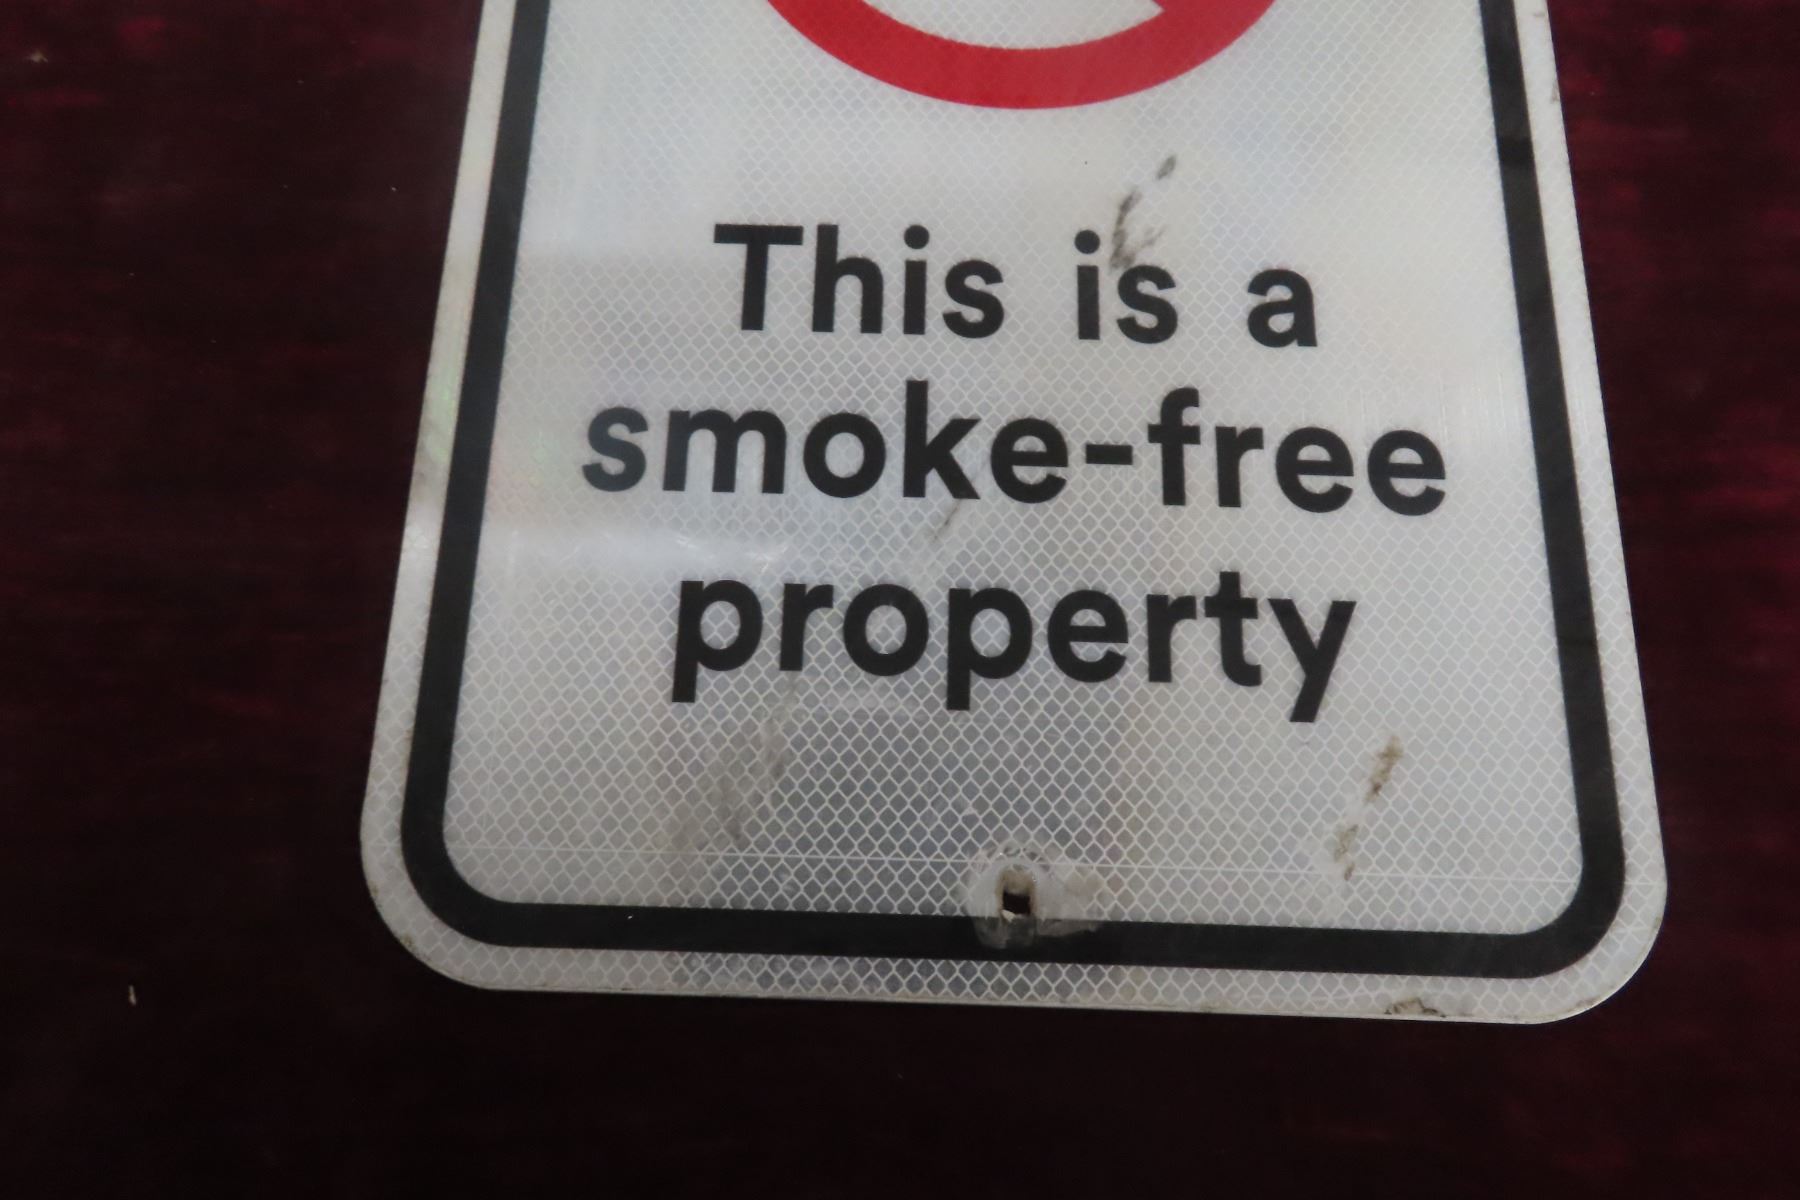 This is a
smoke-free
property